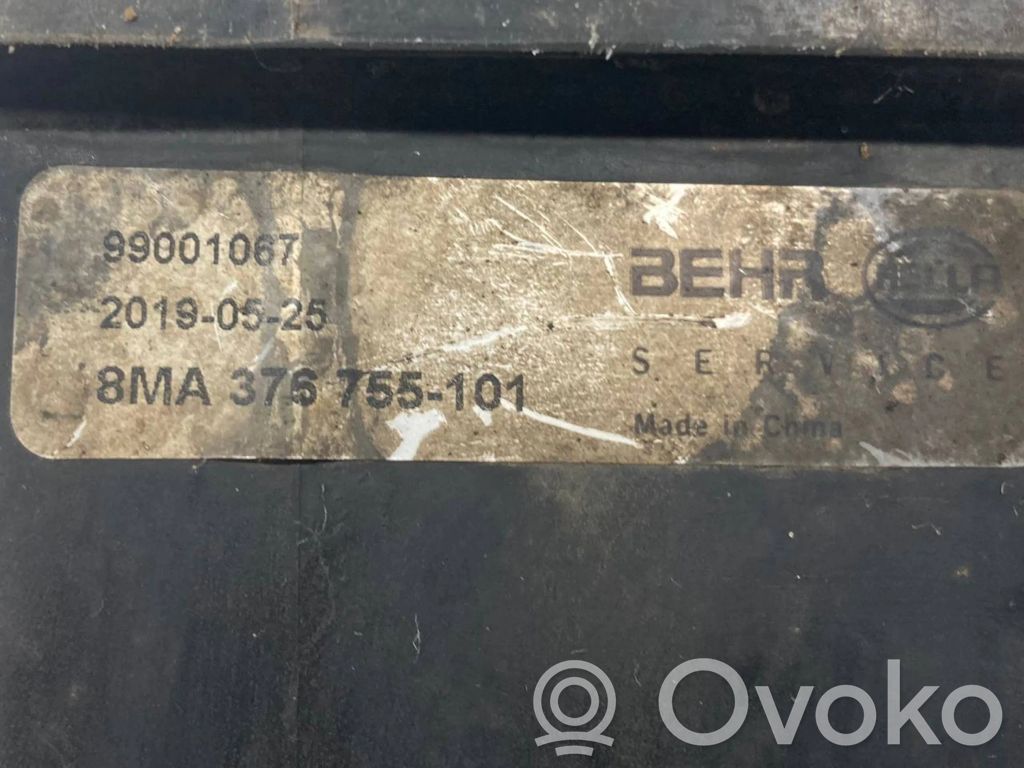 99001067
2019-05-25
8MA 376 755-101
BEHR HELLA
SERVICE
Made in China
Ovoko